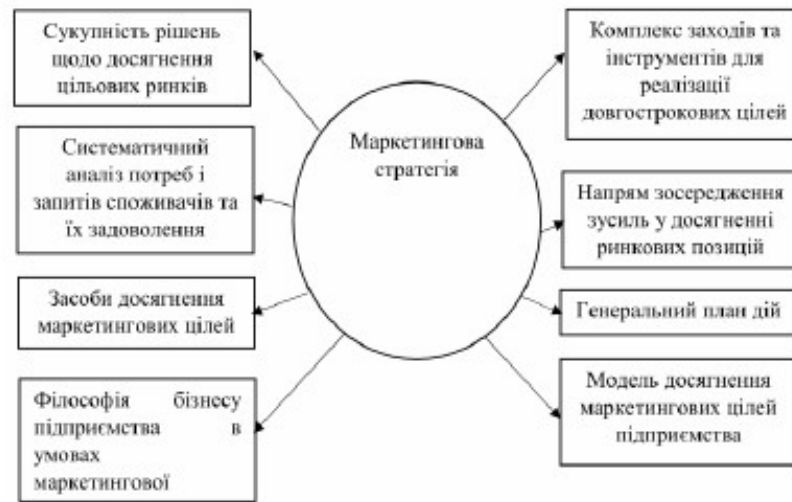 Сукупність рішень
щодо досягнення
цільових ринків
Систематичний
аналіз потреб і
запитів споживачів та
їх задоволення
Засоби досягнення
маркетингових цілей
Філософія бізнесу
підприємства в
умовах
маркетингової
Маркетингова
стратегія
Комплекс заходів та
інструментів для
реалізації
довгострокових цілей
Напрям зосередження
зусиль у досягненні
ринкових позицій
Генеральний план дій
Модель досягнення
маркетингових цілей
підприємства